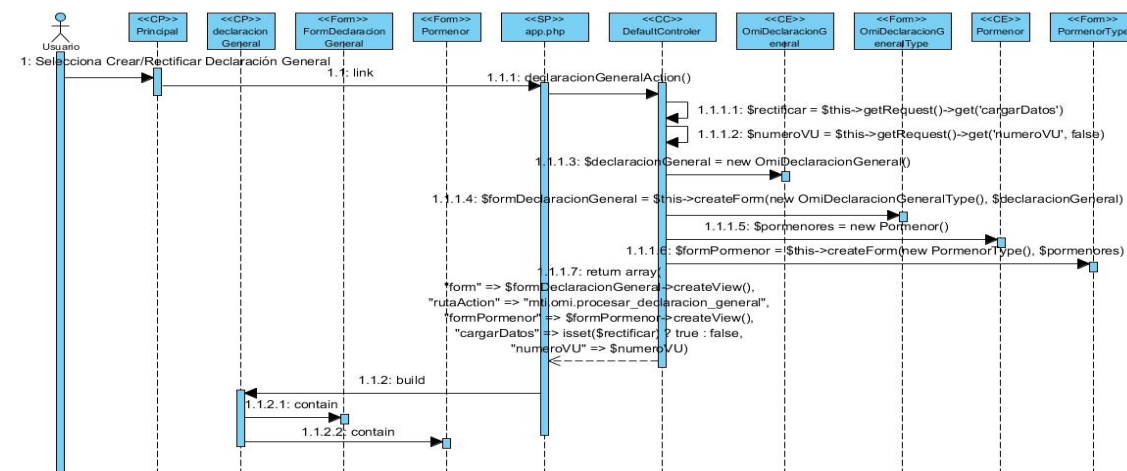 <<CP>>
Principal
<<CP>>
declaracion
General
<<Form>>
FormDeclaracion
General
<<Form>>
Pormenor
<<SP>>
app.php
<<CC>>
DefaultControler
<<CE>>
OmiDeclaracionG
eneral
<<Form>>
OmiDeclaracionG
eneralType
<<CE>>
Pormenor
<<Form>>
PormenorType
Usuario
1: Selecciona Crear/Rectificar Declaración General
1.1: link
1.1.1: declaracionGeneralAction()
1.1.1.1: $rectificar = $this->getRequest()->get('cargarDatos')
1.1.1.2: $numeroVU = $this->getRequest()->get('numeroVU', false)
1.1.1.3: $declaracionGeneral = new OmiDeclaracionGeneral()
1.1.1.4: $formDeclaracionGeneral = $this->createForm(new OmiDeclaracionGeneralType(), $declaracionGeneral)
1.1.1.5: $pormenores = new Pormenor()
1.1.1.6: $formPormenor = $this->createForm(new PormenorType(), $pormenores)
1.1.1.7: return array(
"form" => $formDeclaracionGeneral->createView(),
"rutaAction" => "mti.omi.procesar_declaracion_general",
"formPormenor" => $formPormenor->createView(),
"cargarDatos" => isset($rectificar) ? true : false,
"numeroVU" => $numeroVU)
1.1.2: build
1.1.2.1: contain
1.1.2.2: contain